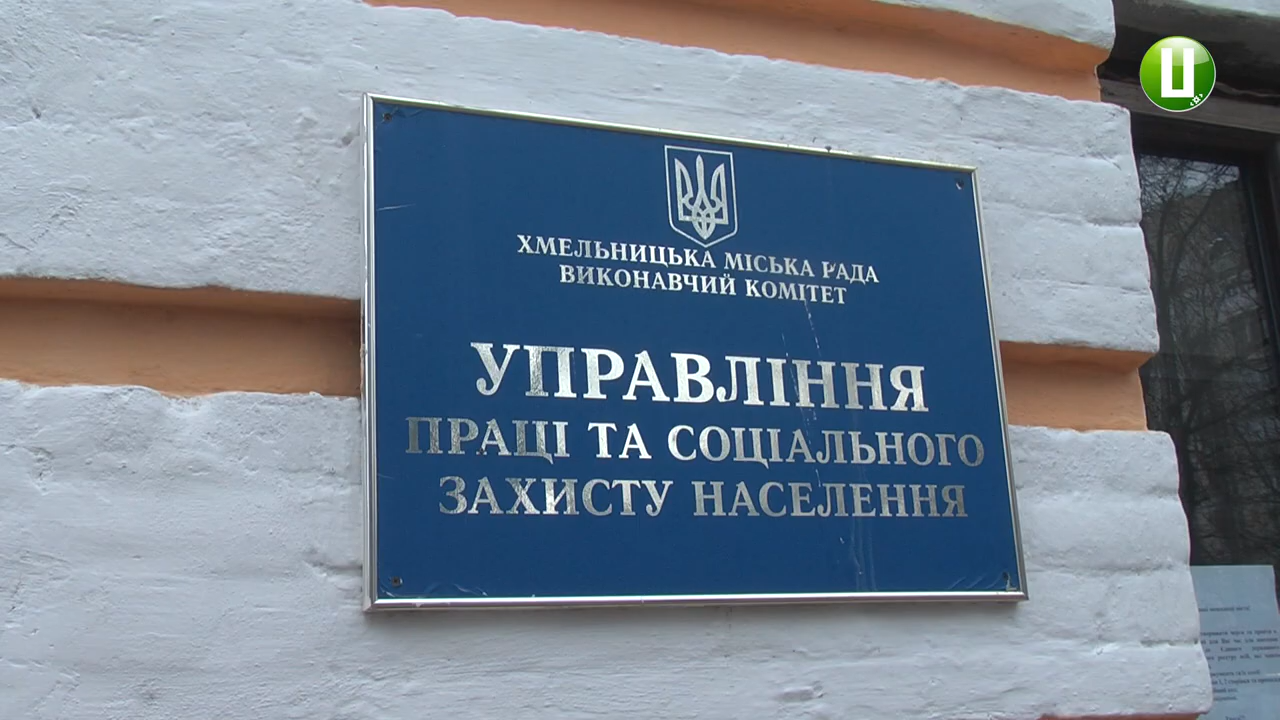 Ц
ХМЕЛЬНИЦЬКА МІСЬКА РАДА
ВИКОНАВЧИЙ КОМІТЕТ
УПРАВЛІННЯ
ПРАЦІ ТА СОЦІАЛЬНОГО
ЗАХИСТУ НАСЕЛЕННЯ